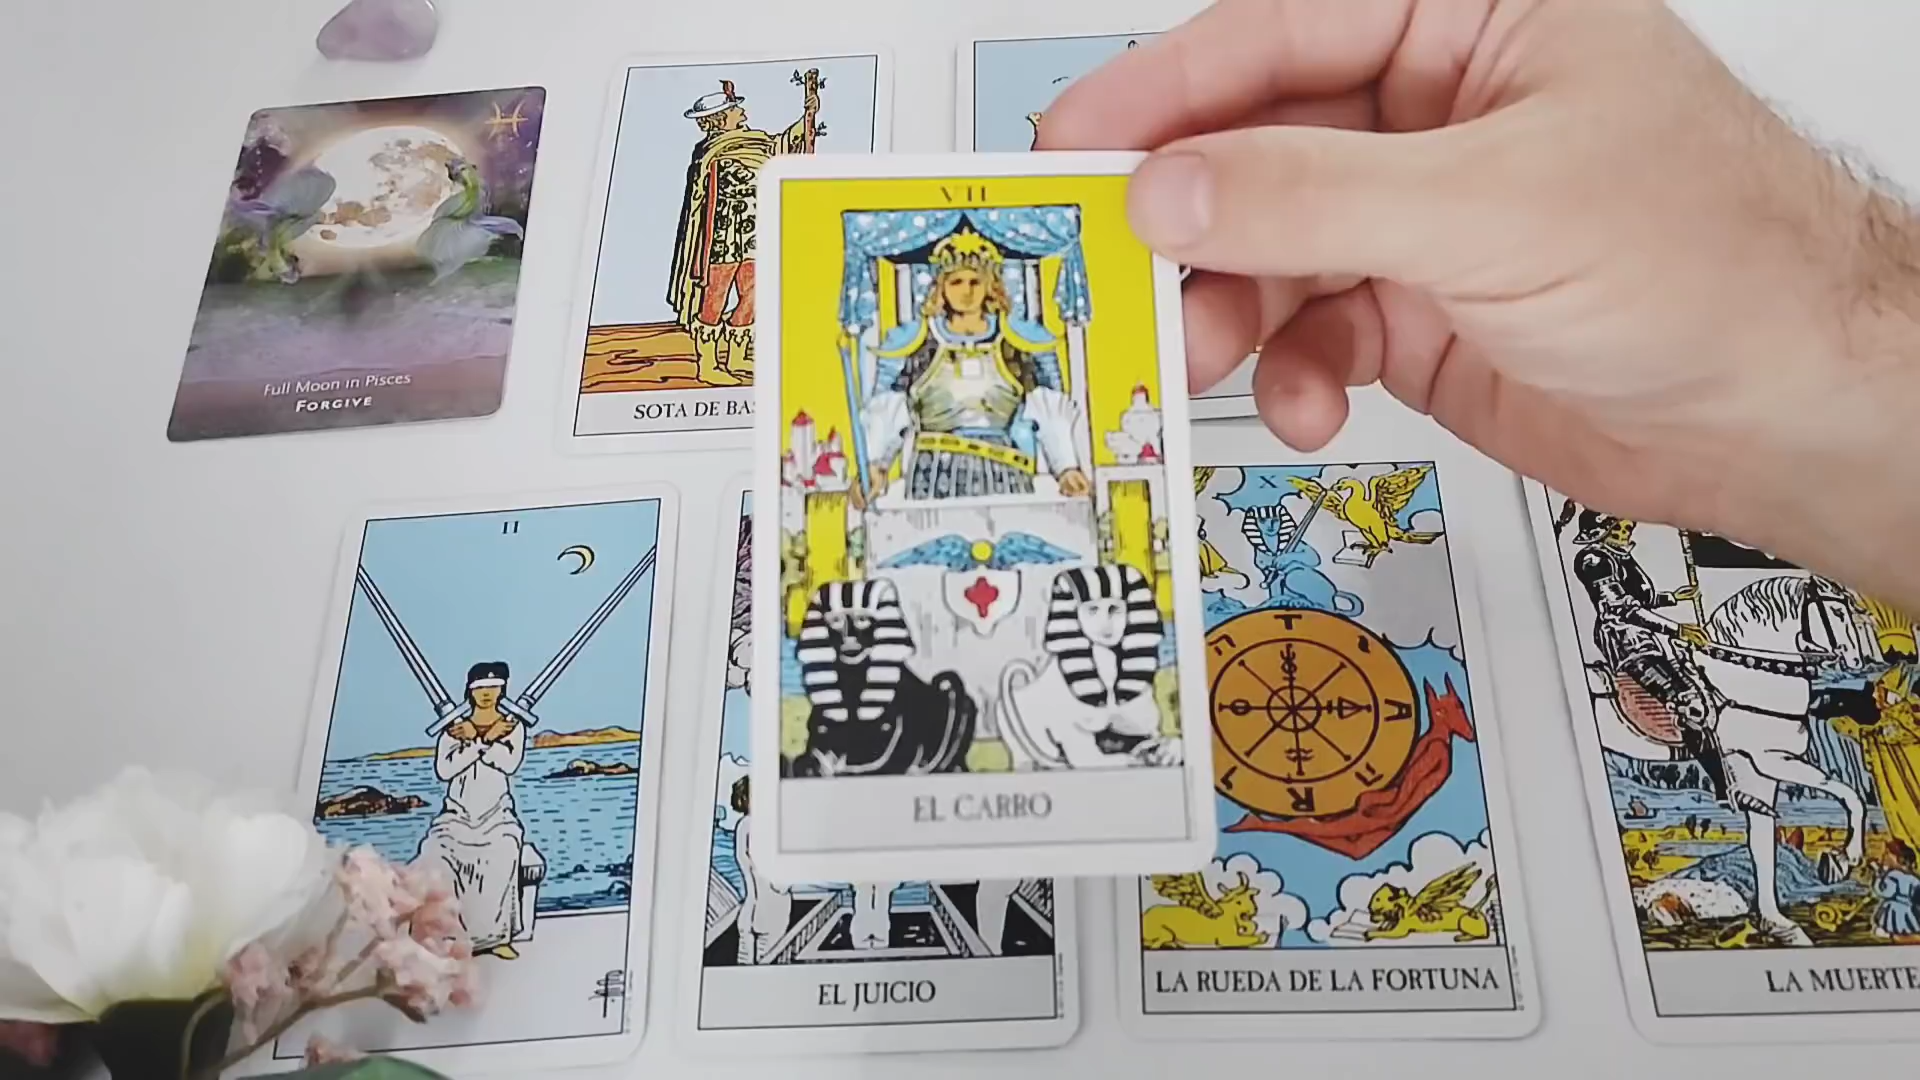 Full Moon in Pisces
FORGIVE
SOTA DE BA
VII
EL CARRO
II
X
EL JUICIO
LA RUEDA DE LA FORTUNA
LA MUERTE